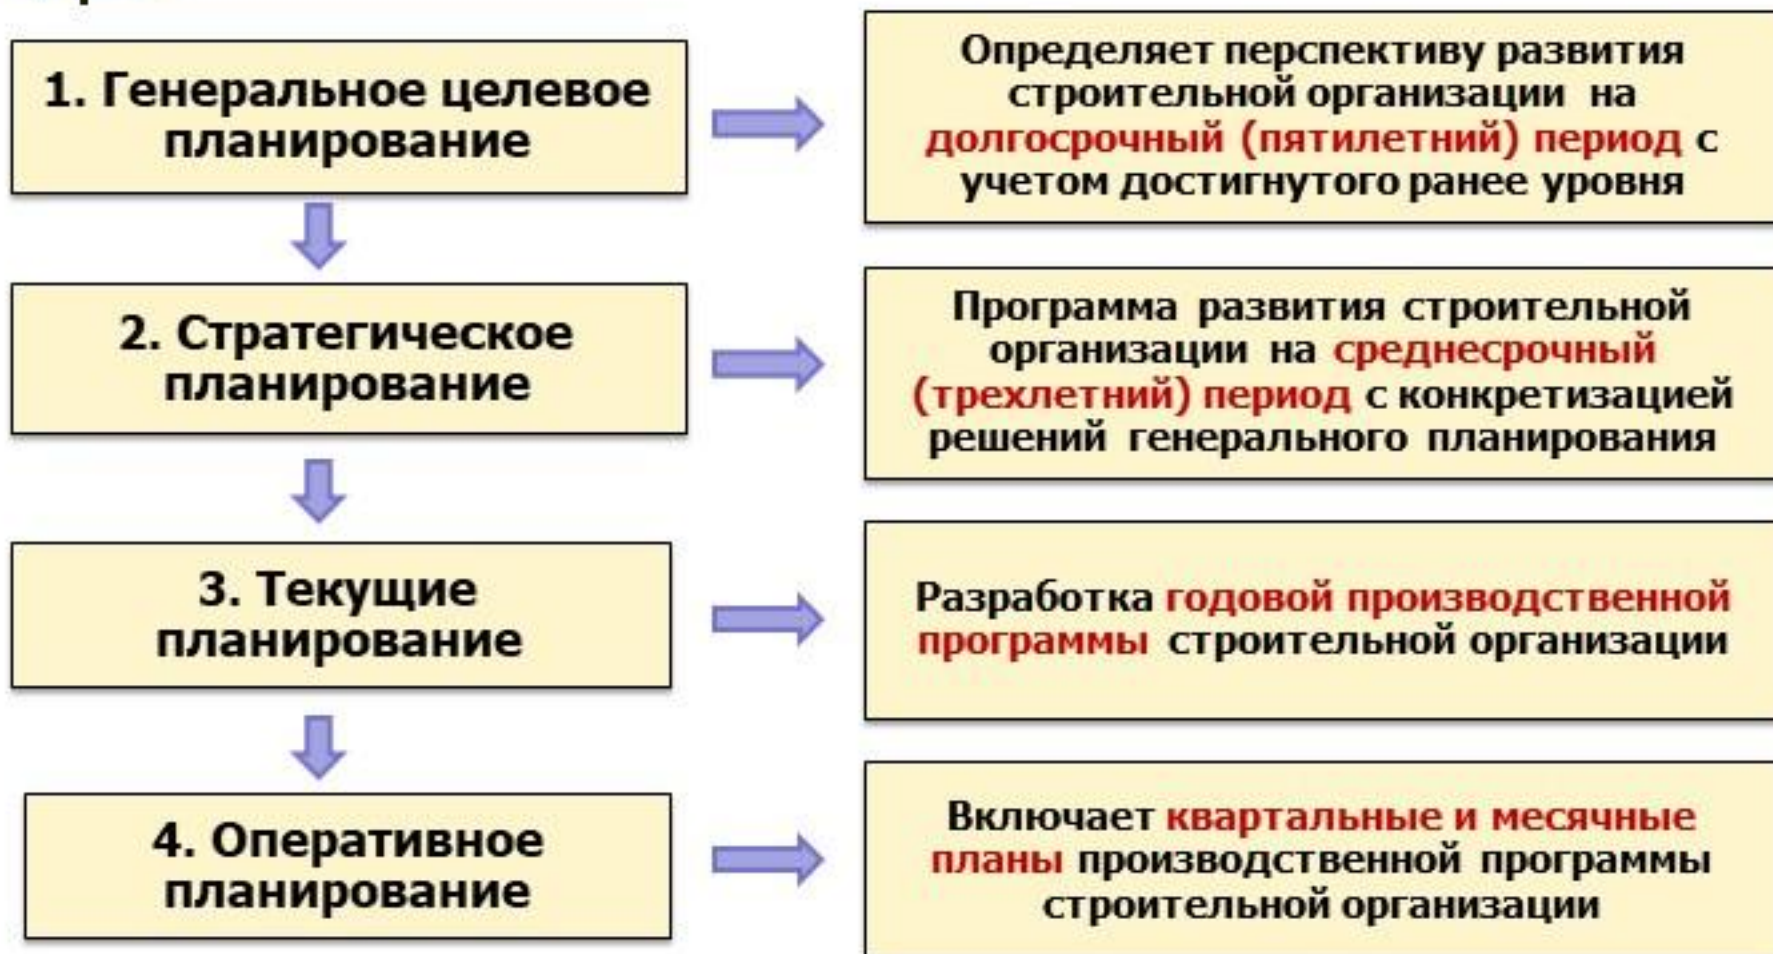 1. Генеральное целевое
планирование
Определяет перспективу развития
строительной организации на
долгосрочный (пятилетний) период с
учетом достигнутого ранее уровня
2. Стратегическое
планирование
Программа развития строительной
организации на среднесрочный
(трехлетний) период с конкретизацией
решений генерального планирования
3. Текущие
планирование
Разработка годовой производственной
программы строительной организации
4. Оперативное
планирование
Включает квартальные и месячные
планы производственной программы
строительной организации